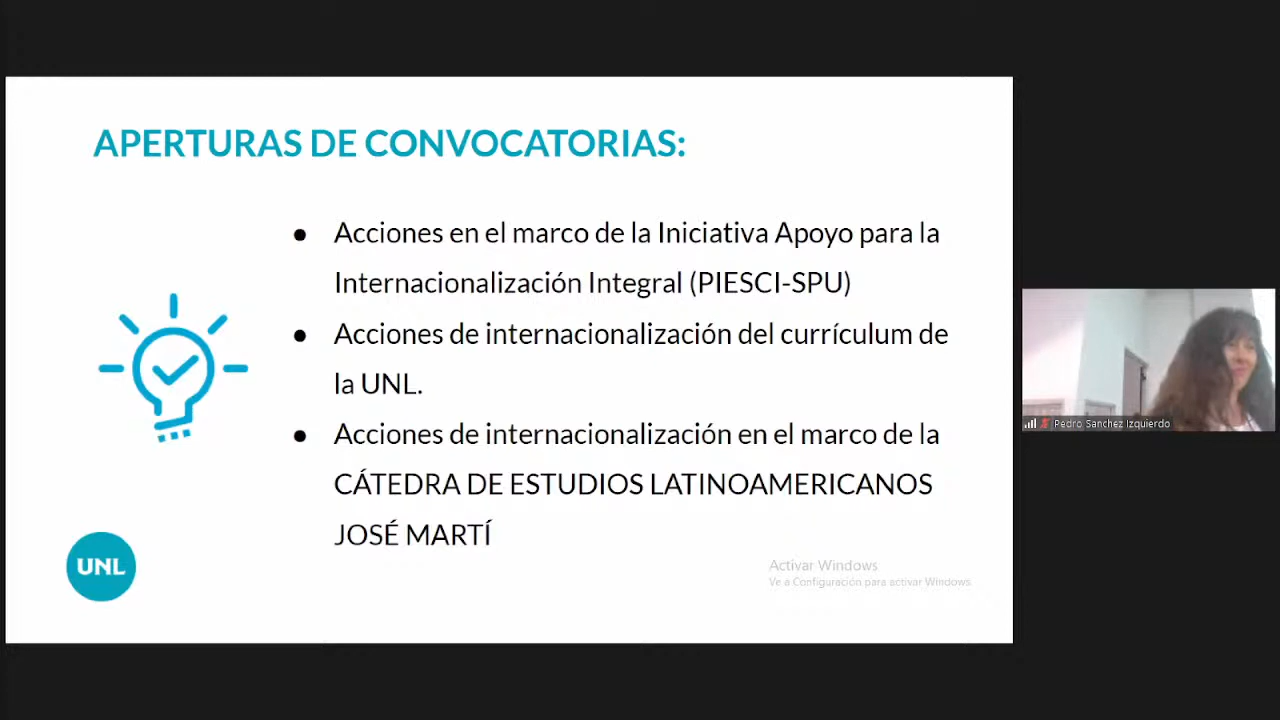 APERTURAS DE CONVOCATORIAS:
● Acciones en el marco de la Iniciativa Apoyo para la
Internacionalización Integral (PIESCI-SPU)
● Acciones de internacionalización del currículum de
la UNL.
● Acciones de internacionalización en el marco de la
CÁTEDRA DE ESTUDIOS LATINOAMERICANOS
JOSÉ MARTÍ
UNL
Activar Windows
Ve a Configuración para activar Windows.
Pedro Sanchez Izquierdo